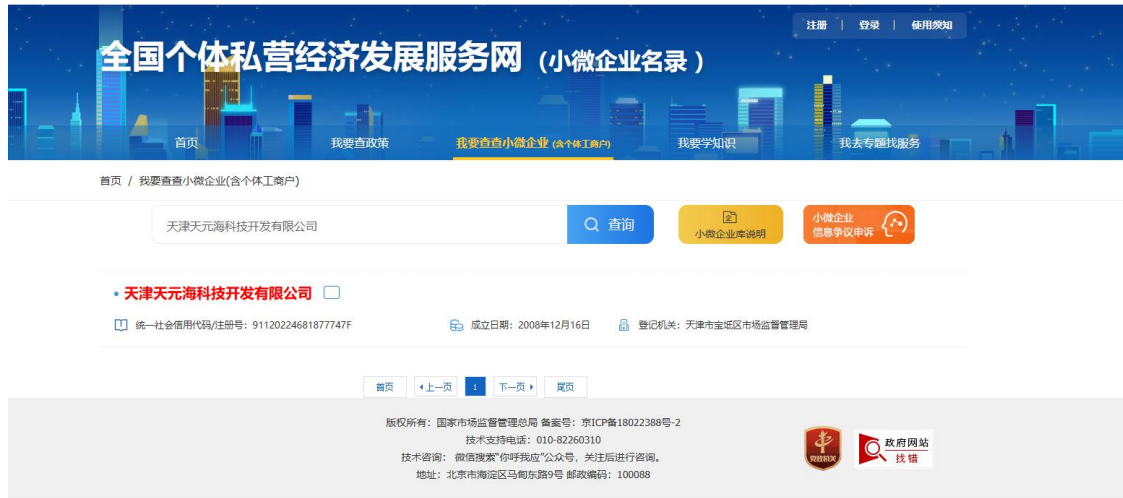 注册 | 登录 | 使用须知
全国个体私营经济发展服务网（小微企业名录 ）
首页 我要查政策 我要查查小微企业 (含个体工商户) 我要学知识 我去专题找服务
首页 / 我要查查小微企业(含个体工商户)
天津天元海科技开发有限公司 查询 小微企业库说明 小微企业
信息争议申诉
天津天元海科技开发有限公司
统一社会信用代码/注册号：91120224681877747F 成立日期：2008年12月16日 登记机关：天津市宝坻区市场监督管理局
首页 上一页 1 下一页 尾页
版权所有：国家市场监督管理总局 备案号：京ICP备18022388号-2
技术支持电话：010-82260310
技术咨询： 微信搜索"你呼我应"公众号，关注后进行咨询。
地址：北京市海淀区马甸东路9号 邮政编码：100088
党政机关
政府网站
找错